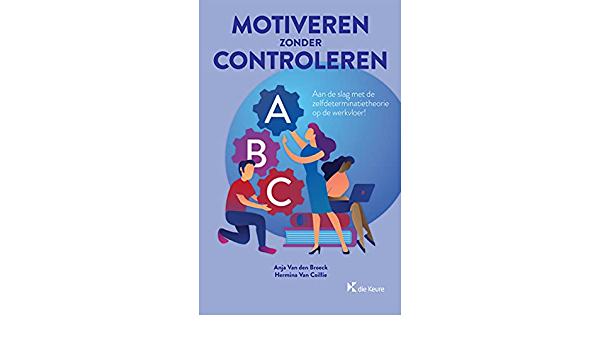 MOTIVEREN
ZONDER
CONTROLEREN
Aan de slag met de
zelfdeterminatietheorie
op de werkvloer!
A
B
C
Anja Van den Broeck
Hermina Van Coillie
die Keure